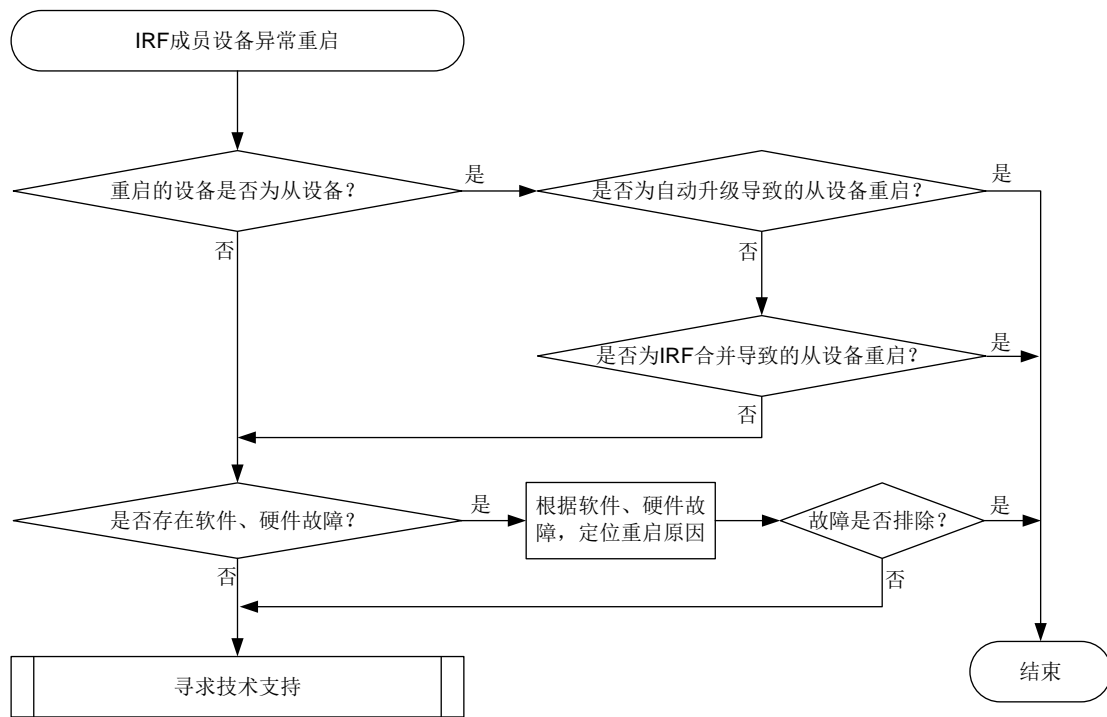 IRF成员设备异常重启
重启的设备是否为从设备？
是
是否为自动升级导致的从设备重启？
是
否
否
是否为IRF合并导致的从设备重启？
是
否
是否存在软件、硬件故障？
是
根据软件、硬件故
障，定位重启原因
故障是否排除？
是
否
否
寻求技术支持
结束